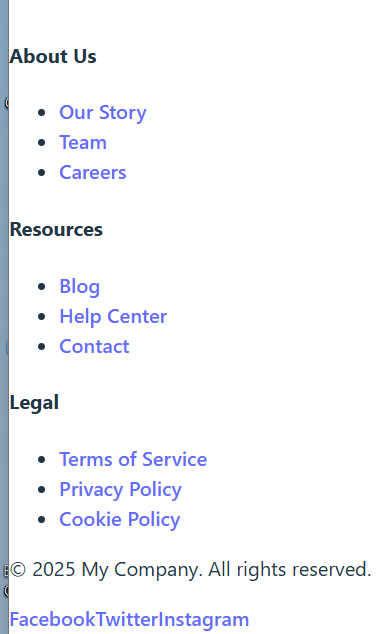 About Us
Our Story
Team
Careers
Resources
Blog
Help Center
Contact
Legal
Terms of Service
Privacy Policy
Cookie Policy
© 2025 My Company. All rights reserved.
FacebookTwitterInstagram